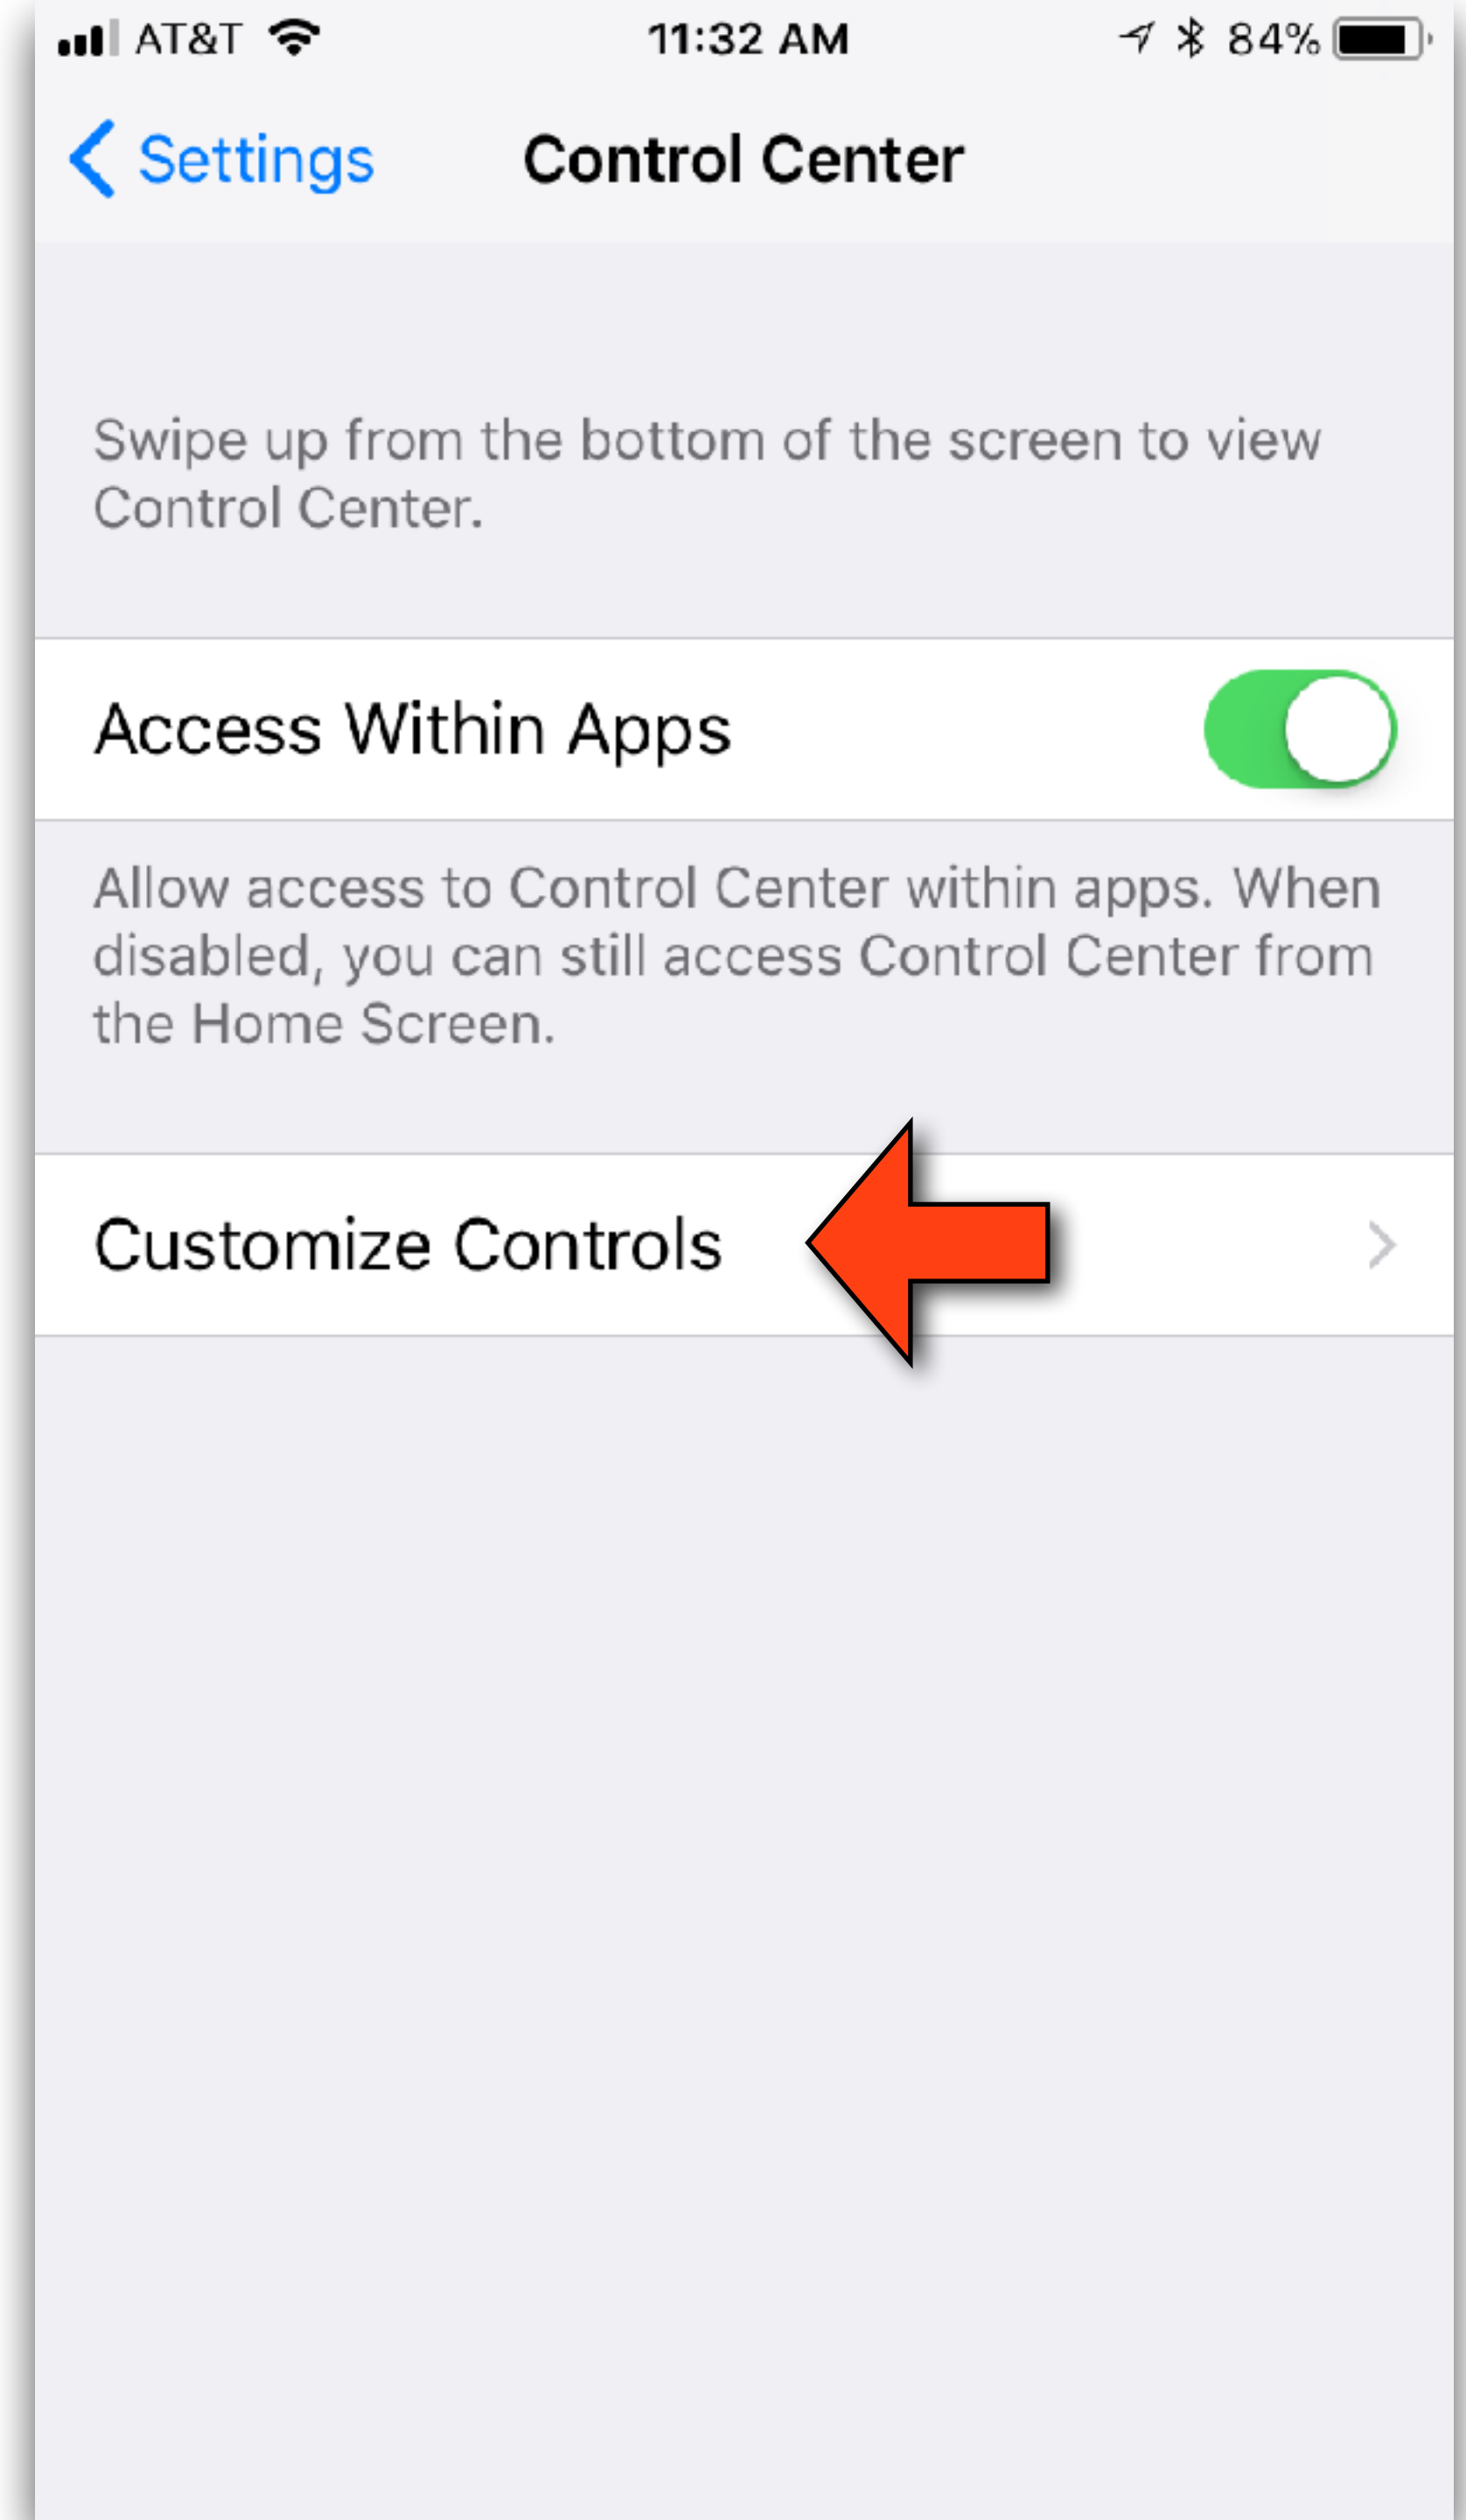 AT&T 11:32 AM 84%
Settings Control Center
Swipe up from the bottom of the screen to view
Control Center.
Access Within Apps
Allow access to Control Center within apps. When
disabled, you can still access Control Center from
the Home Screen.
Customize Controls